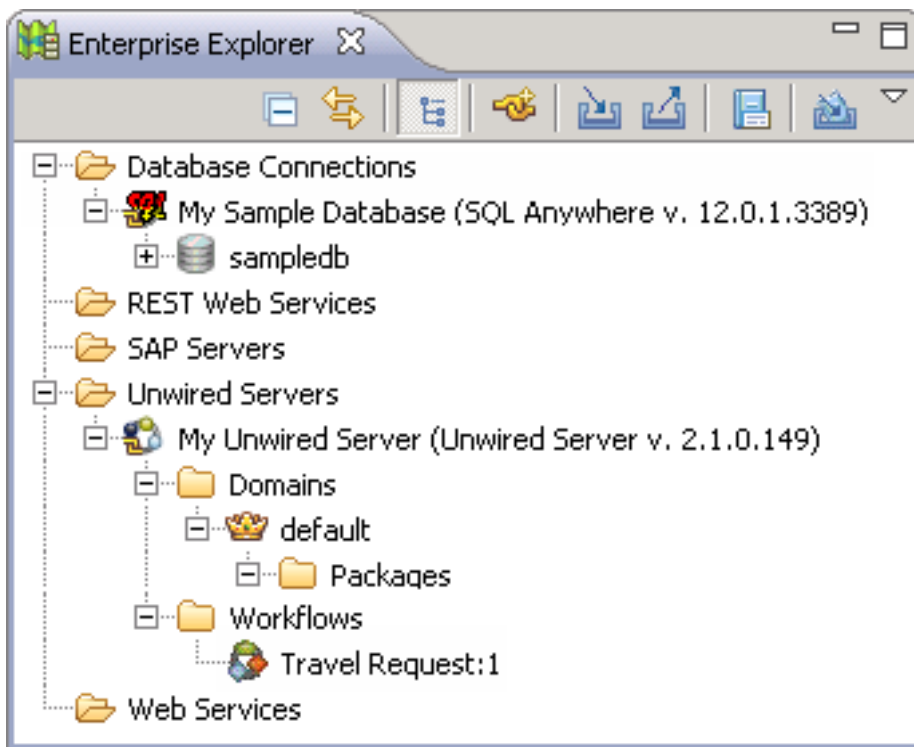 Enterprise Explorer
Database Connections
My Sample Database (SQL Anywhere v. 12.0.1.3389)
sampledb
REST Web Services
SAP Servers
Unwired Servers
My Unwired Server (Unwired Server v. 2.1.0.149)
Domains
default
Packages
Workflows
Travel Request:1
Web Services